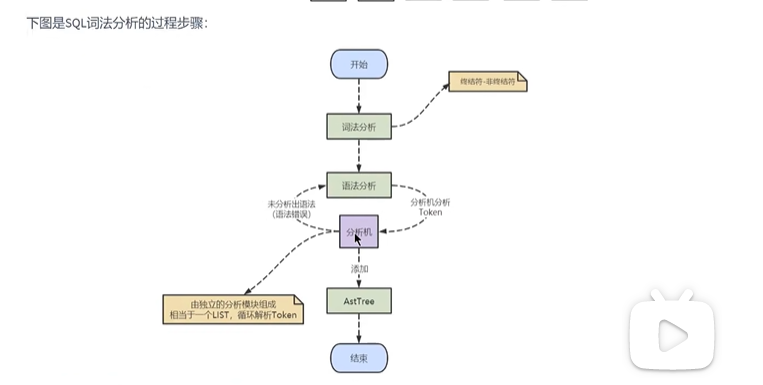 下图是SQL词法分析的过程步骤：
开始
终结符-非终结符
词法分析
语法分析
未分析出语法
（语法错误）
分析机分析
Token
分析机
添加
由独立的分析模块组成
相当于一个LIST，循环解析Token
AstTree
结束